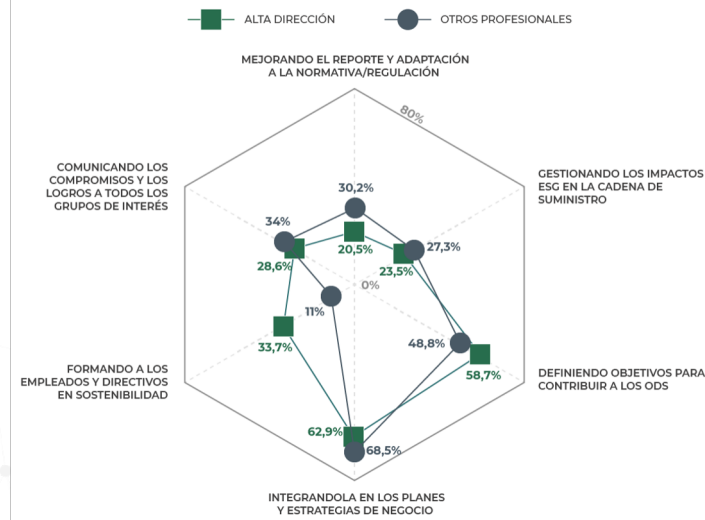 ALTA DIRECCIÓN
OTROS PROFESIONALES
MEJORANDO EL REPORTE Y ADAPTACIÓN
A LA NORMATIVA/REGULACIÓN
80%
COMUNICANDO LOS
COMPROMISOS Y LOS
LOGROS A TODOS LOS
GRUPOS DE INTERÉS
GESTIONANDO LOS IMPACTOS
ESG EN LA CADENA DE
SUMINISTRO
30,2%
34%
20,5%
27,3%
28,6%
23,5%
0%
11%
33,7%
48,8%
58,7%
FORMANDO A LOS
EMPLEADOS Y DIRECTIVOS
EN SOSTENIBILIDAD
DEFINIENDO OBJETIVOS PARA
CONTRIBUIR A LOS ODS
62,9%
68,5%
INTEGRANDOLA EN LOS PLANES
Y ESTRATEGIAS DE NEGOCIO